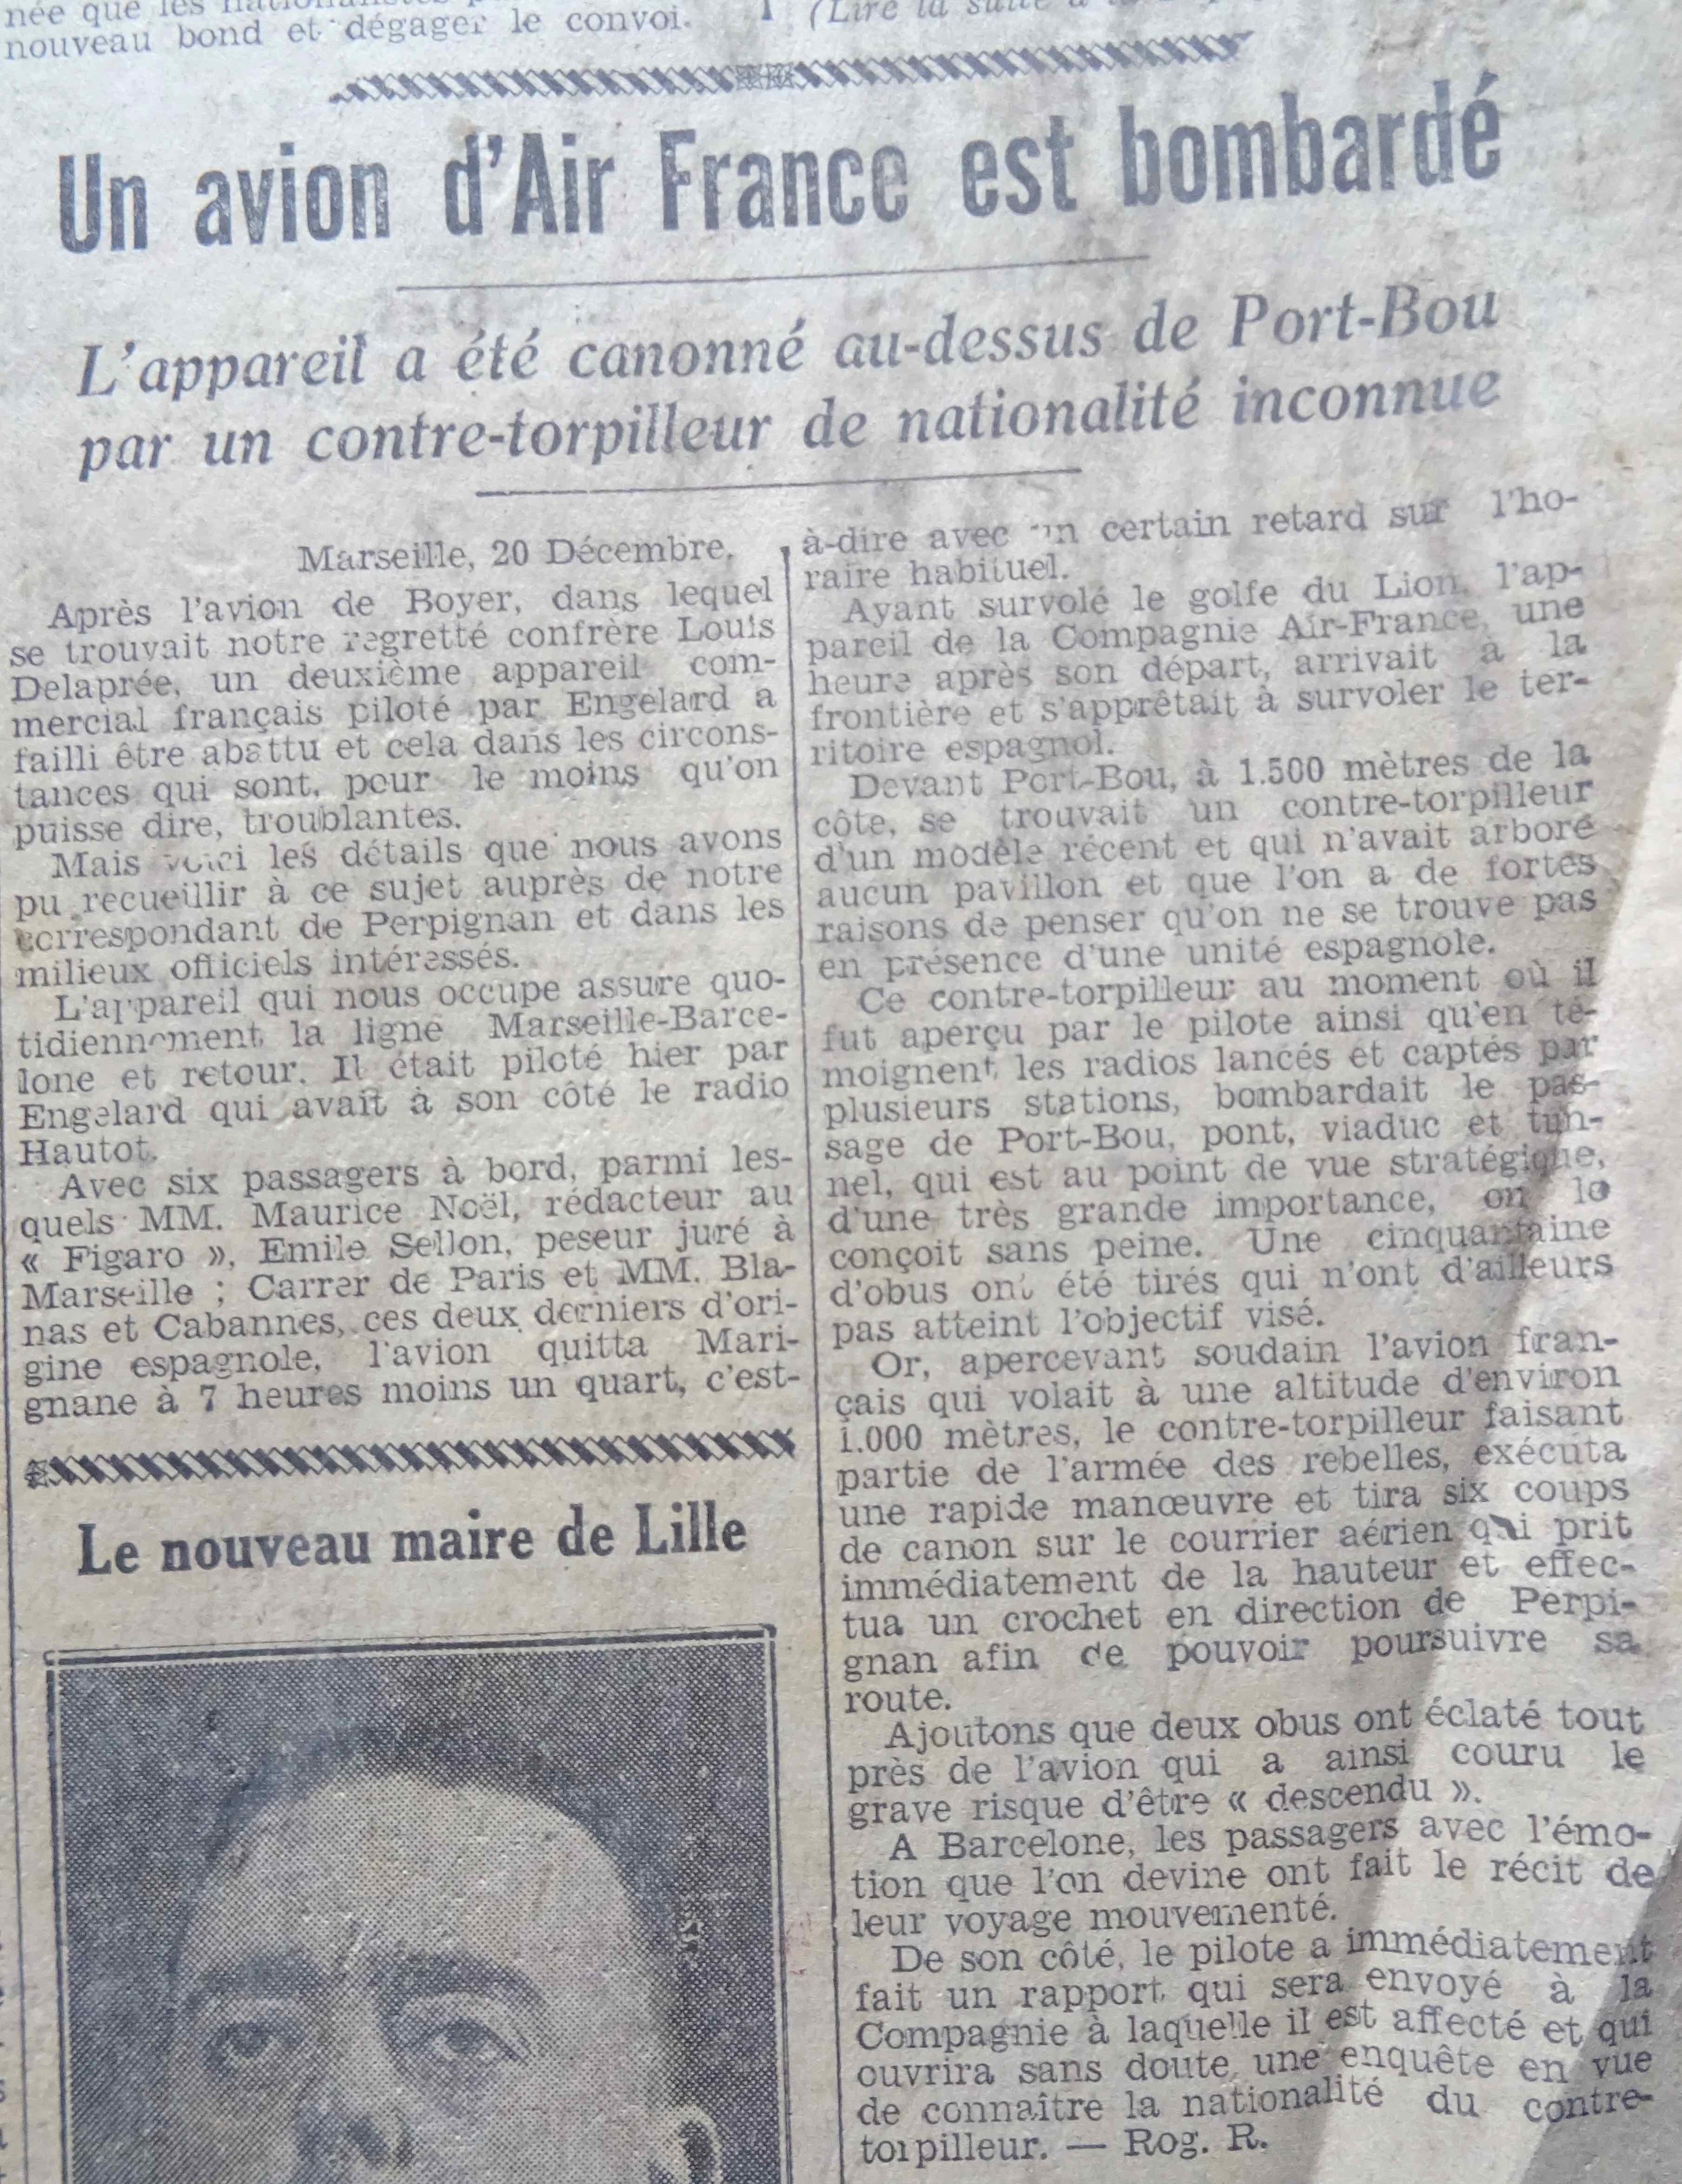 nouveau bond et dégager le convoi.
(Lire la suite
Un avion d'Air France est bombardé
L'appareil a été canonné au-dessus de Port-Bou
par un contre-torpilleur de nationalité inconnue
Marseille, 20 Décembre.
Après l'avion de Boyer, dans lequel
se trouvait notre regretté confrère Louis
Delaprée, un deuxième appareil com-
mercial français piloté par Engelard a
failli être abattu et cela dans les circons-
tances qui sont, pour le moins qu'on
puisse dire, troublantes.
Mais voici les détails que nous avons
pu recueillir à ce sujet auprès de notre
correspondant de Perpignan et dans les
milieux officiels intéressés.
L'appareil qui nous occupe assure quo-
tidiennement la ligne Marseille-Barce-
lone et retour. Il était piloté hier par
Engelard qui avait à son côté le radio
Hautot.
Avec six passagers à bord, parmi les-
quels MM. Maurice Noël, rédacteur au
« Figaro », Emile Sellon, peseur juré à
Marseille ; Carrer de Paris et MM. Bla-
nas et Cabannes, ces deux derniers d'ori-
gine espagnole, l'avion quitta Mari-
gnane à 7 heures moins un quart, c'est-
à-dire avec un certain retard sur l'ho-
raire habituel.
Ayant survolé le golfe du Lion, l'ap-
pareil de la Compagnie Air-France, une
heure après son départ, arrivait à la
frontière et s'apprêtait à survoler le ter-
ritoire espagnol.
Devant Port-Bou, à 1.500 mètres de la
côte, se trouvait un contre-torpilleur
d'un modèle récent et qui n'avait arboré
aucun pavillon et que l'on a de fortes
raisons de penser qu'on ne se trouve pas
en présence d'une unité espagnole.
Ce contre-torpilleur au moment où il
fut aperçu par le pilote ainsi qu'en té-
moignent les radios lancés et captés par
plusieurs stations, bombardait le pas-
sage de Port-Bou, pont, viaduc et tun-
nel, qui est au point de vue stratégique,
d'une très grande importance, on le
conçoit sans peine. Une cinquantaine
d'obus ont été tirés qui n'ont d'ailleurs
pas atteint l'objectif visé.
Or, apercevant soudain l'avion fran-
çais qui volait à une altitude d'environ
1.000 mètres, le contre-torpilleur faisant
partie de l'armée des rebelles, exécuta
une rapide manœuvre et tira six coups
de canon sur le courrier aérien qui prit
immédiatement de la hauteur et effec-
tua un crochet en direction de Perpi-
gnan afin de pouvoir poursuivre sa
route.
Ajoutons que deux obus ont éclaté tout
près de l'avion qui a ainsi couru le
grave risque d'être « descendu ».
A Barcelone, les passagers avec l'émo-
tion que l'on devine ont fait le récit de
leur voyage mouvementé.
De son côté, le pilote a immédiatement
fait un rapport qui sera envoyé à la
Compagnie à laquelle il est affecté et qui
ouvrira sans doute une enquête en vue
de connaître la nationalité du contre-
torpilleur. — Rog. R.
Le nouveau maire de Lille